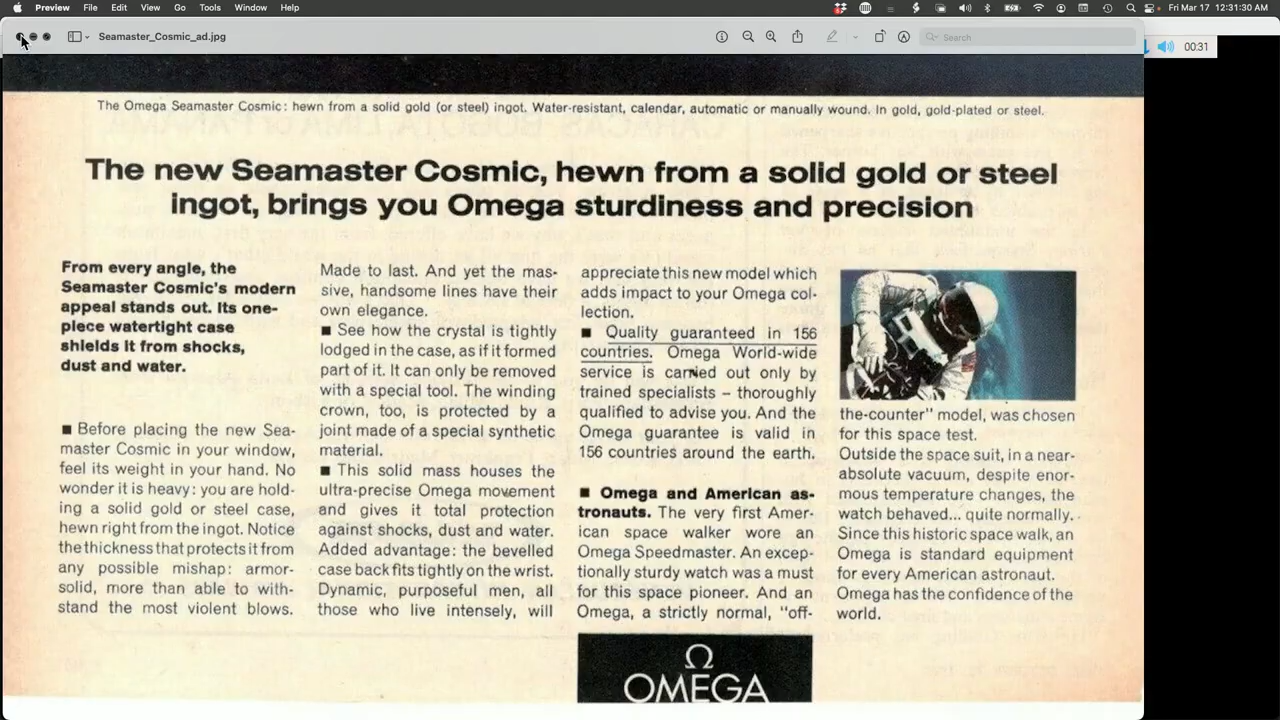 Preview File Edit View Go Tools Window Help
Fri Mar 17 12:31:30 AM
Seamaster_Cosmic_ad.jpg
Search
00:31
The Omega Seamaster Cosmic: hewn from a solid gold (or steel) ingot. Water-resistant, calendar, automatic or manually wound. In gold, gold-plated or steel.
The new Seamaster Cosmic, hewn from a solid gold or steel
ingot, brings you Omega sturdiness and precision
From every angle, the
Seamaster Cosmic's modern
appeal stands out. Its one-
piece watertight case
shields it from shocks,
dust and water.
■ Before placing the new Sea-
master Cosmic in your window,
feel its weight in your hand. No
wonder it is heavy: you are hold-
ing a solid gold or steel case,
hewn right from the ingot. Notice
the thickness that protects it from
any possible mishap: armor-
solid, more than able to with-
stand the most violent blows.
Made to last. And yet the mas-
sive, handsome lines have their
own elegance.
■ See how the crystal is tightly
lodged in the case, as if it formed
part of it. It can only be removed
with a special tool. The winding
crown, too, is protected by a
joint made of a special synthetic
material.
■ This solid mass houses the
ultra-precise Omega movement
and gives it total protection
against shocks, dust and water.
Added advantage: the bevelled
case back fits tightly on the wrist.
Dynamic, purposeful men, all
those who live intensely, will
appreciate this new model which
adds impact to your Omega col-
lection.
■ Quality guaranteed in 156
countries. Omega World-wide
service is carried out only by
trained specialists – thoroughly
qualified to advise you. And the
Omega guarantee is valid in
156 countries around the earth.
■ Omega and American as-
tronauts. The very first Amer-
ican space walker wore an
Omega Speedmaster. An excep-
tionally sturdy watch was a must
for this space pioneer. And an
Omega, a strictly normal, "off-
the-counter" model, was chosen
for this space test.
Outside the space suit, in a near-
absolute vacuum, despite enor-
mous temperature changes, the
watch behaved... quite normally.
Since this historic space walk, an
Omega is standard equipment
for every American astronaut.
Omega has the confidence of the
world.
Ω
OMEGA